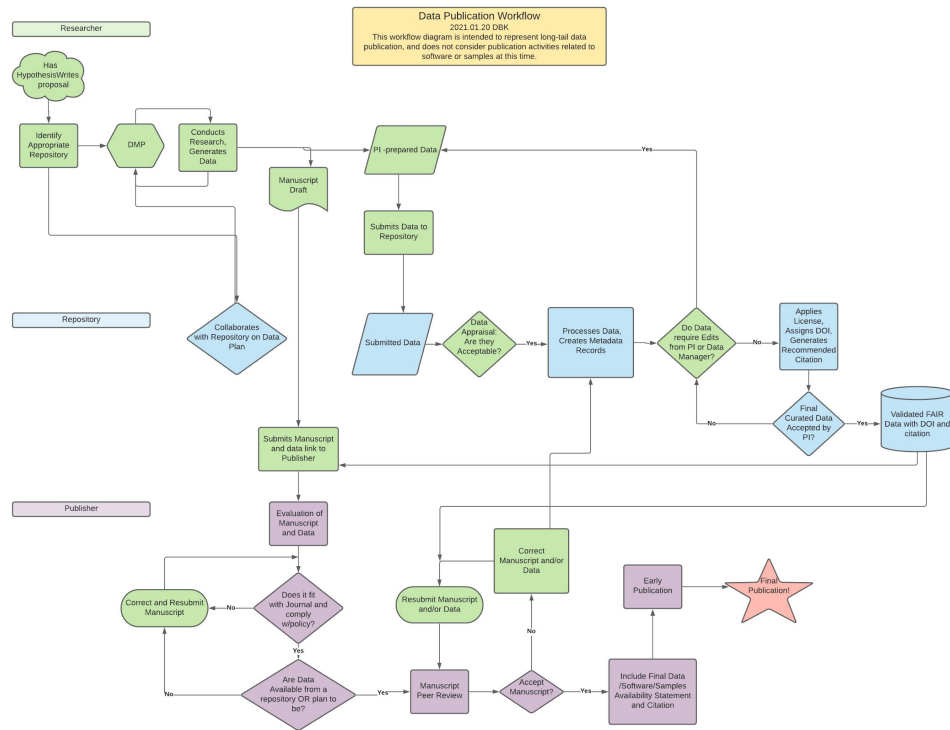 Data Publication Workflow
2021.01.20 DBK
This workflow diagram is intended to represent long-tail data
publication, and does not consider publication activities related to
software or samples at this time.
Researcher
Has
HypothesisWrites
proposal
Identify
Appropriate
Repository
DMP
Conducts
Research,
Generates
Data
Manuscript
Draft
PI -prepared Data
Yes
Submits Data to
Repository
Repository
Collaborates
with Repository on Data
Plan
Submitted Data
Data
Appraisal:
Are they
Acceptable?
Yes
Processes Data,
Creates Metadata
Records
Do Data
require Edits
from PI or Data
Manager?
No
Applies
License,
Assigns DOI,
Generates
Recommended
Citation
Final
Curated Data
Accepted by
PI?
No
Yes
Validated FAIR
Data with DOI and
citation
Submits Manuscript
and data link to
Publisher
Publisher
Evaluation of
Manuscript
and Data
Correct and Resubmit
Manuscript
No
Does it fit
with Journal and
comply
w/policy?
Yes
Are Data
Available from a
repository OR plan to
be?
No
Yes
Correct
Manuscript and/or
Data
Resubmit Manuscript
and/or Data
No
Manuscript
Peer Review
Accept
Manuscript?
Yes
Include Final Data
/Software/Samples
Availability Statement
and Citation
Early
Publication
Final
Publication!